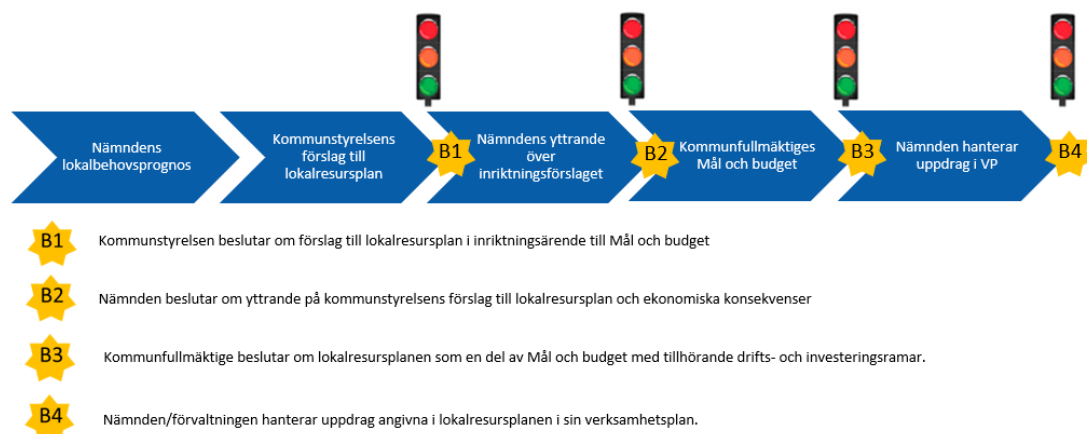 Nämndens
lokalbehovsprognos
Kommunstyrelsens
förslag till
lokalresursplan
B1
Nämndens yttrande
över
inriktningsförslaget
B2
Kommunfullmäktiges
Mål och budget
B3
Nämnden hanterar
uppdrag i VP
B4
B1 Kommunstyrelsen beslutar om förslag till lokalresursplan i inriktningsärende till Mål och budget
B2 Nämnden beslutar om yttrande på kommunstyrelsens förslag till lokalresursplan och ekonomiska konsekvenser
B3 Kommunfullmäktige beslutar om lokalresursplanen som en del av Mål och budget med tillhörande drifts- och investeringsramar.
B4 Nämnden/förvaltningen hanterar uppdrag angivna i lokalresursplanen i sin verksamhetsplan.